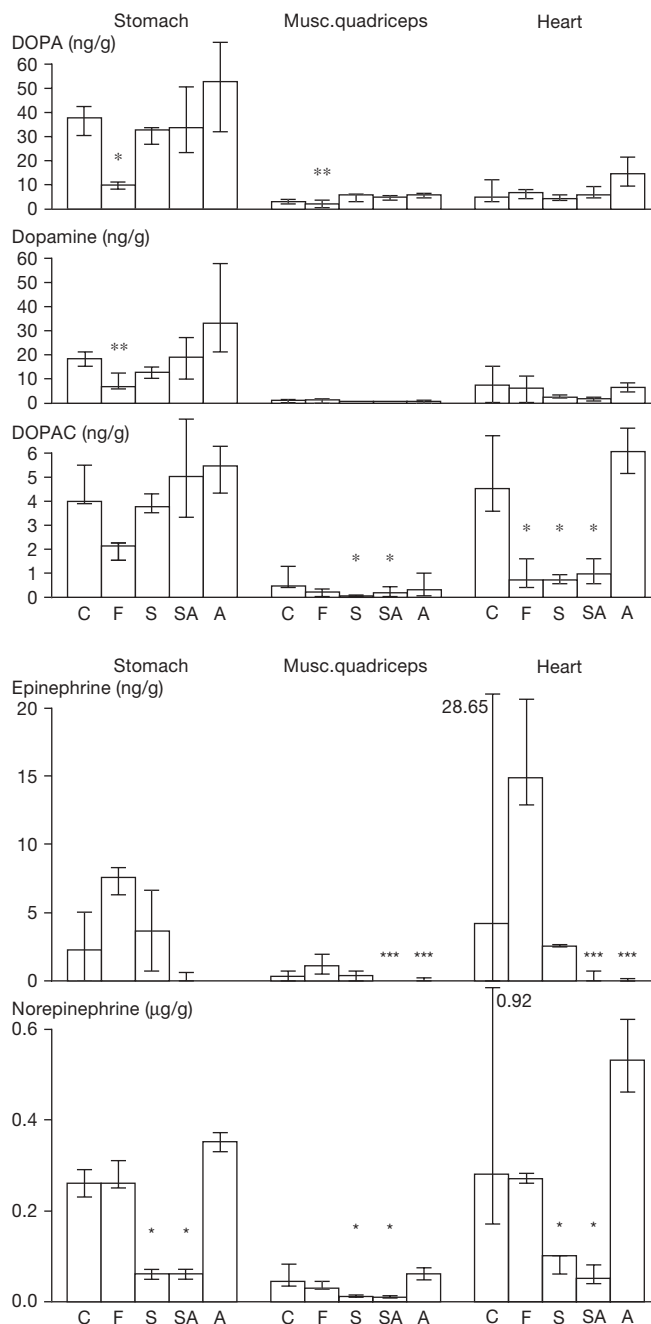 Stomach Musc.quadriceps Heart
DOPA (ng/g)
60
50
40
30
20
10
0
*
**
Dopamine (ng/g)
60
50
40
30
20
10
0
**
DOPAC (ng/g)
6
5
4
3
2
1
0
* * * * *
C F S SA A C F S SA A C F S SA A
Stomach Musc.quadriceps Heart
Epinephrine (ng/g)
20
15
10
5
0
28.65
*** *** *** ***
Norepinephrine (µg/g)
0.6
0.4
0.2
0.0
0.92
* * * * * *
C F S SA A C F S SA A C F S SA A